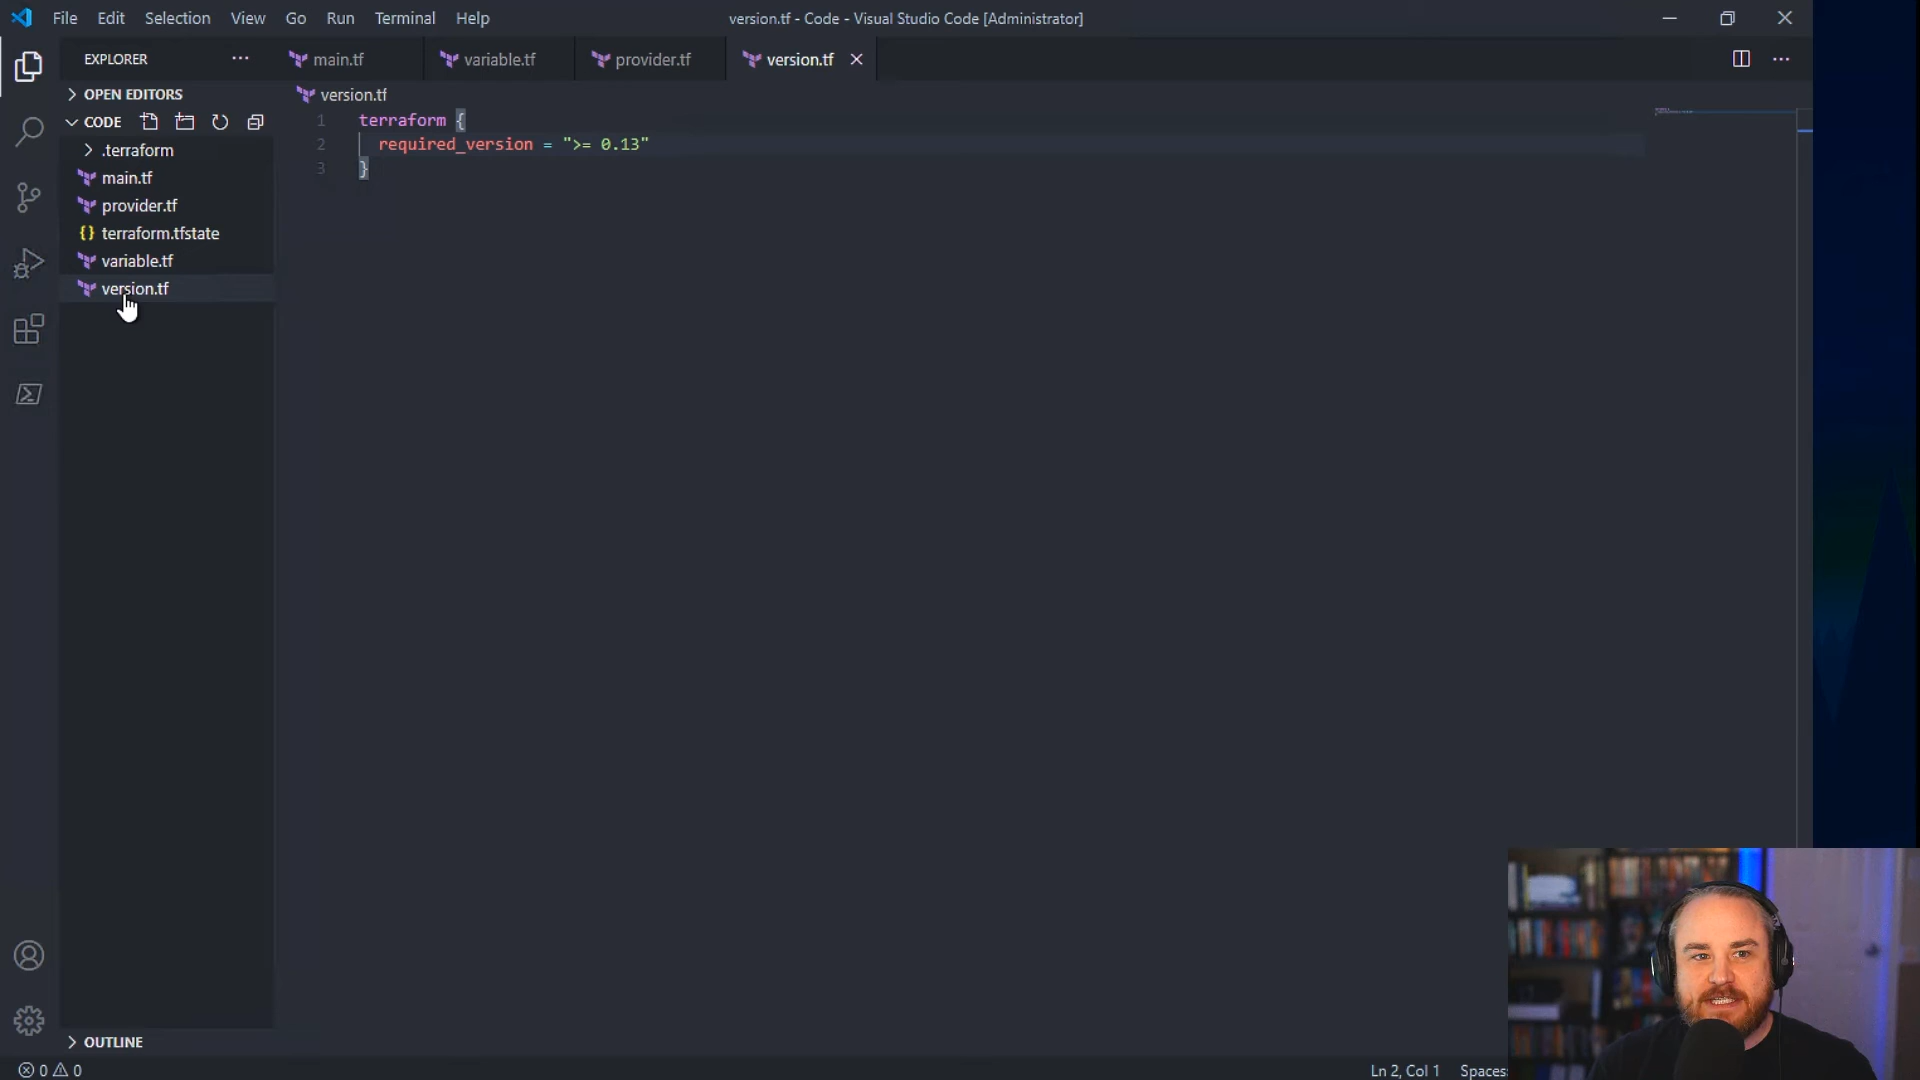 File Edit Selection View Go Run Terminal Help
version.tf - Code - Visual Studio Code [Administrator]
EXPLORER
main.tf
variable.tf
provider.tf
version.tf
OPEN EDITORS
version.tf
CODE
.terraform
main.tf
provider.tf
{} terraform.tfstate
variable.tf
version.tf
1 terraform {
2 required_version = ">= 0.13"
3 }
OUTLINE
0 0
Ln 2, Col 1 Spaces